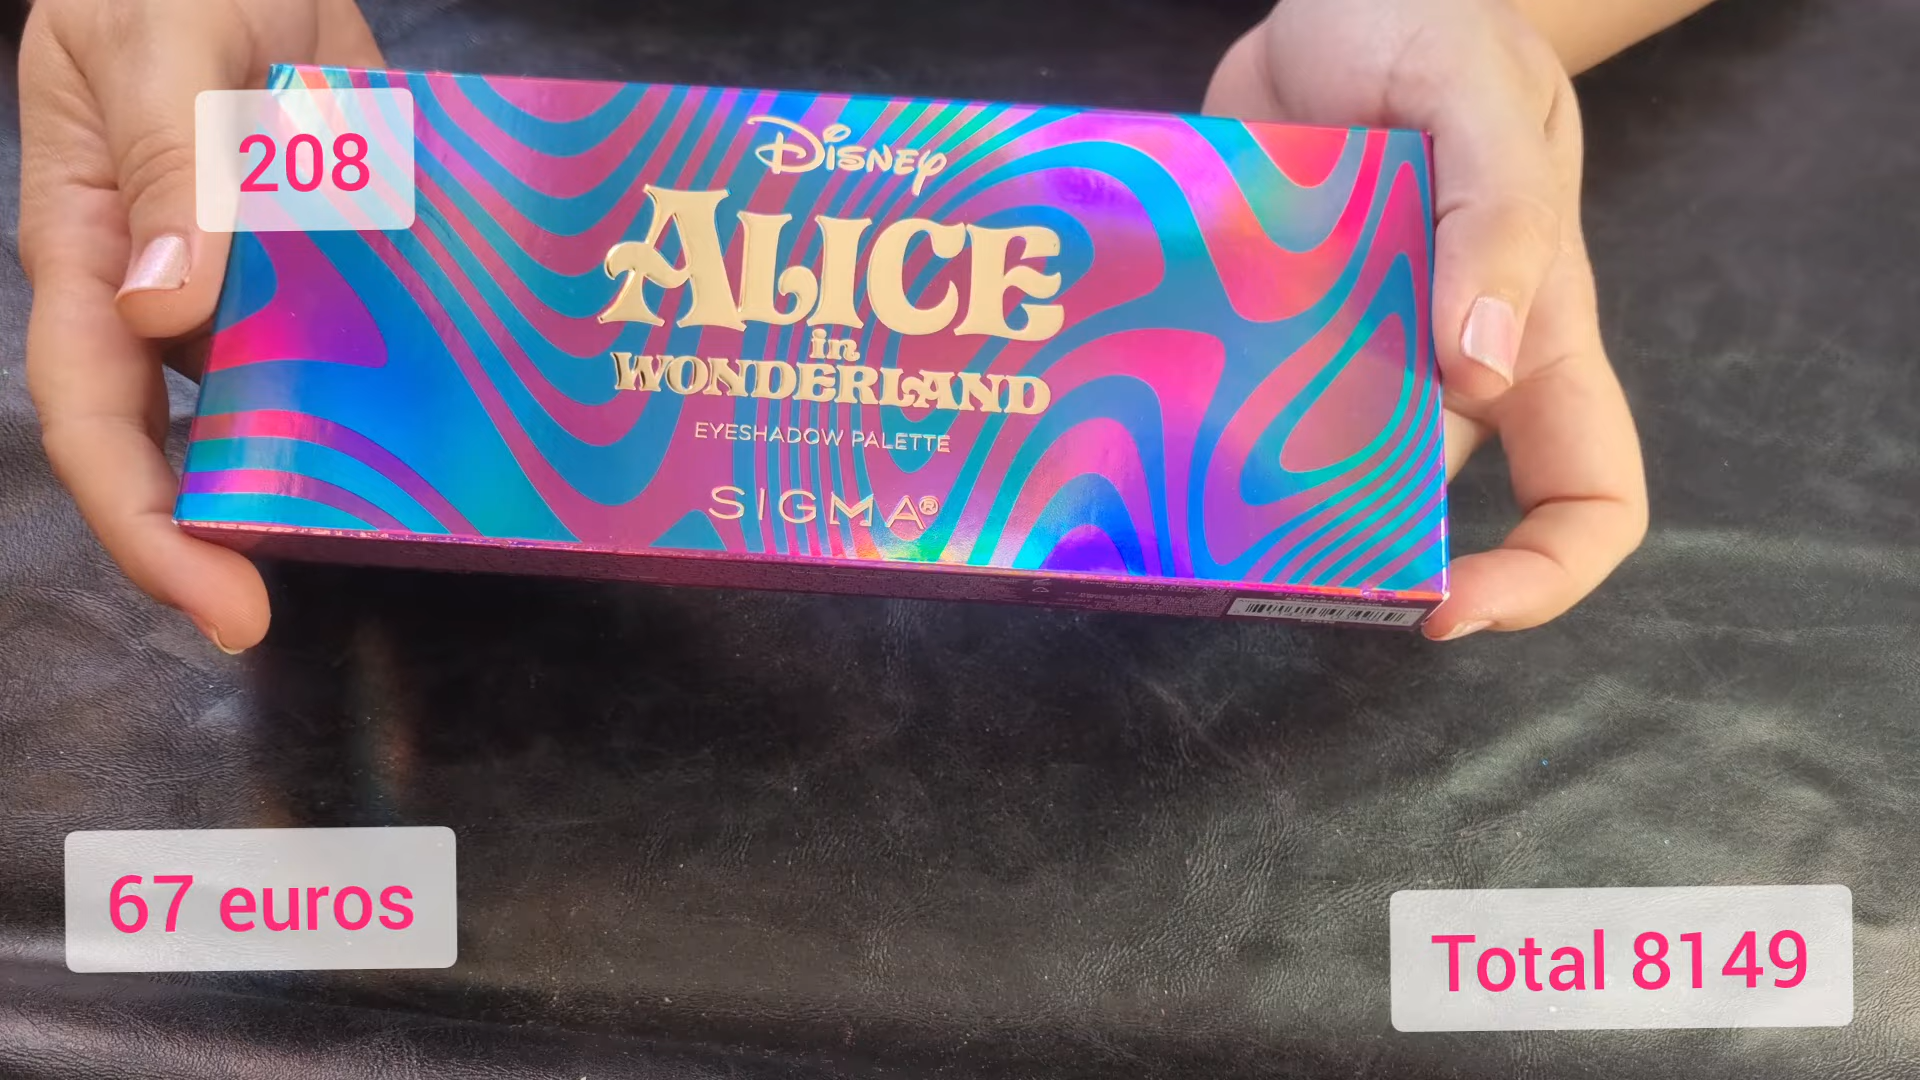 208
Disney
ALICE
in
WONDERLAND
EYESHADOW PALETTE
SIGMA®
67 euros
Total 8149